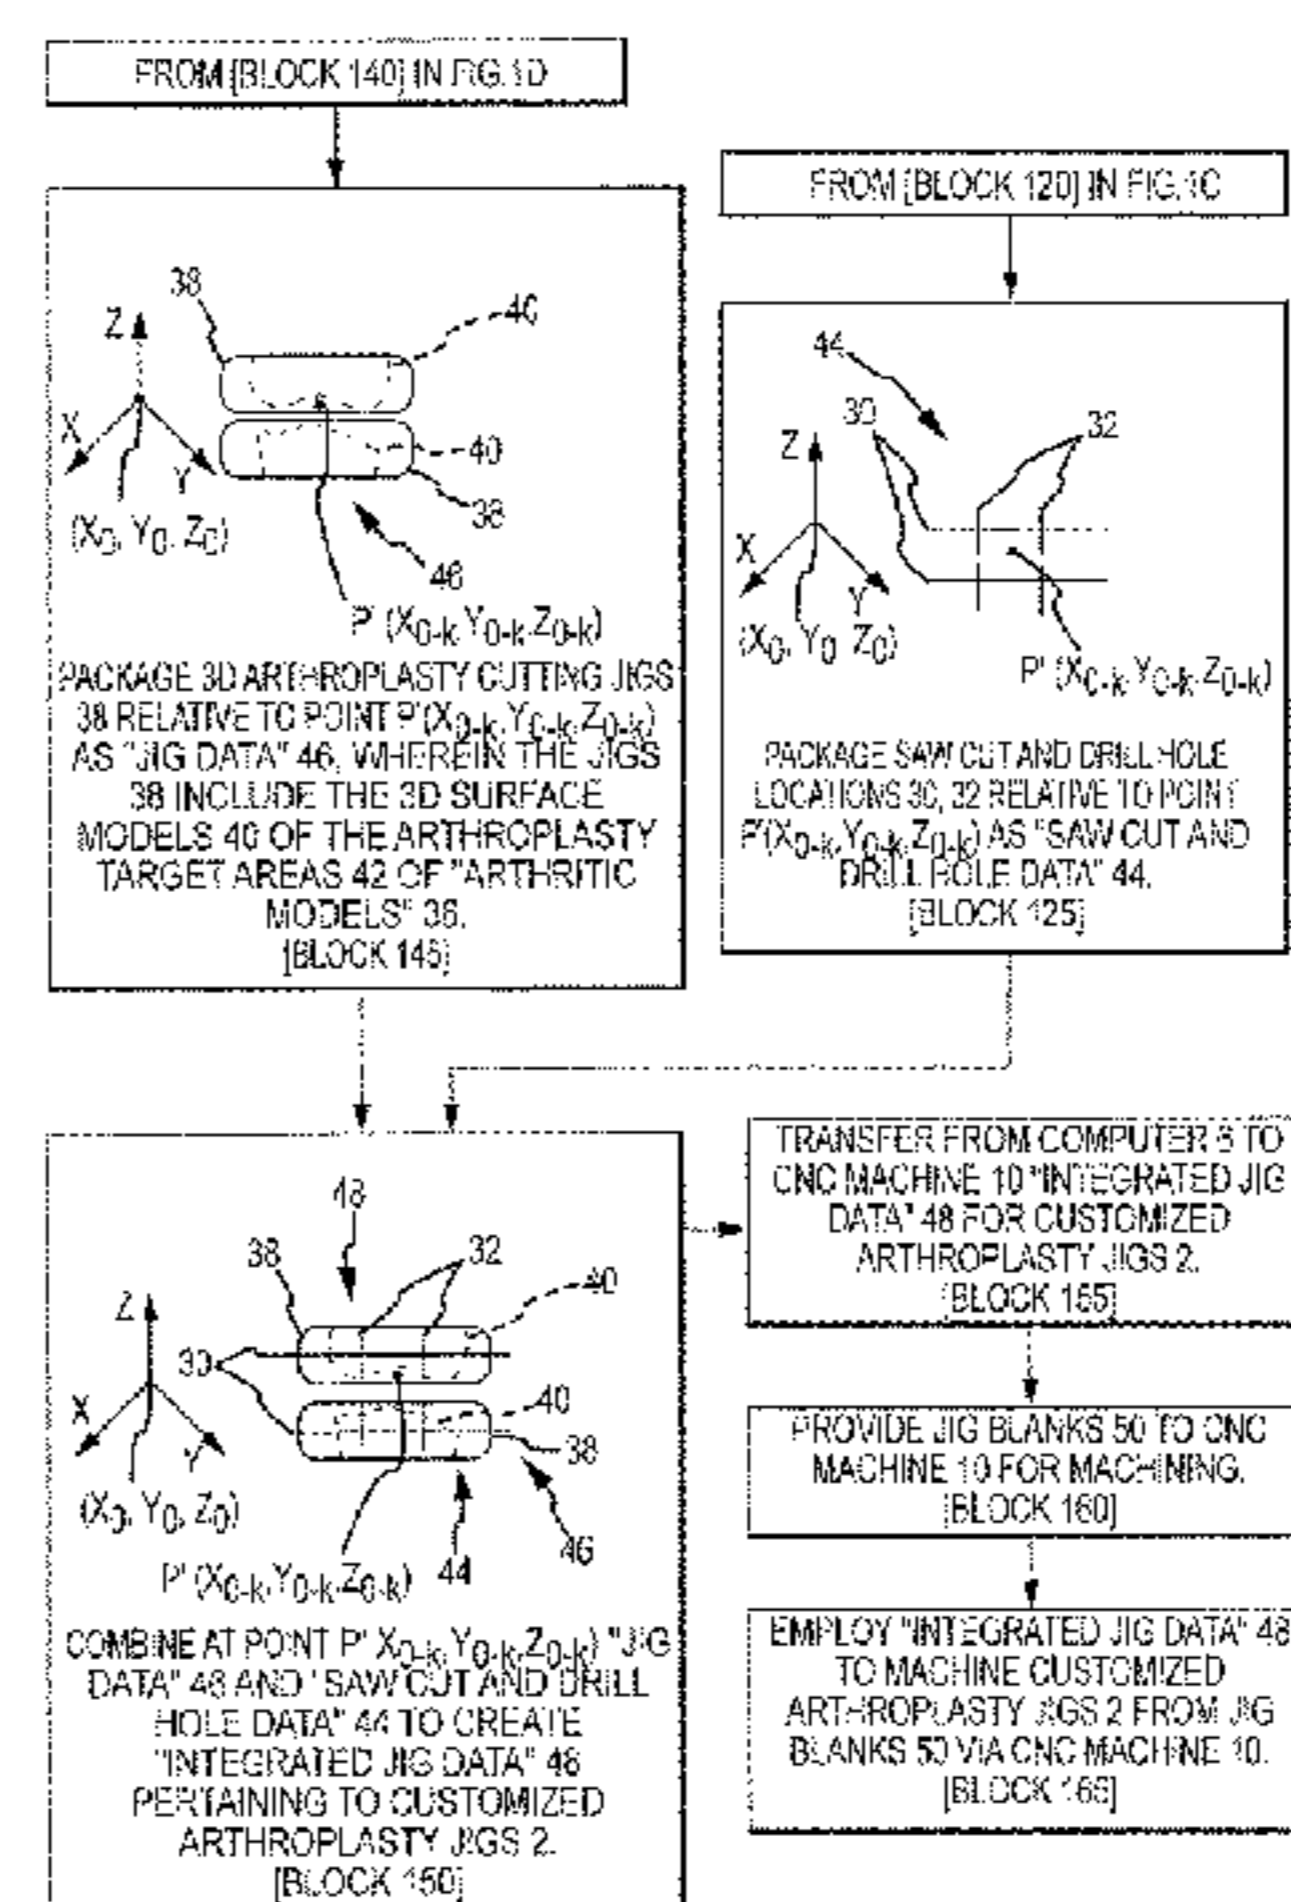 FROM [BLOCK 140] IN FIG. 1D
38
Z
40
X
40
Y
38
(X0, Y0, Z0)
46
P' (X0-k, Y0-k, Z0-k)
PACKAGE 3D ARTHROPLASTY CUTTING JIGS
38 RELATIVE TO POINT P'(X0-k, Y0-k, Z0-k)
AS "JIG DATA" 46, WHEREIN THE JIGS
38 INCLUDE THE 3D SURFACE
MODELS 40 OF THE ARTHROPLASTY
TARGET AREAS 42 OF "ARTHRITIC
MODELS" 36.
[BLOCK 145]
FROM [BLOCK 120] IN FIG. 1C
44
30
32
Z
X
Y
(X0, Y0, Z0)
P' (X0-k, Y0-k, Z0-k)
PACKAGE SAW CUT AND DRILL HOLE
LOCATIONS 30, 32 RELATIVE TO POINT
P'(X0-k, Y0-k, Z0-k) AS "SAW CUT AND
DRILL HOLE DATA" 44.
[BLOCK 125]
48
38
32
Z
40
30
40
X
38
Y
(X0, Y0, Z0)
46
P' (X0-k, Y0-k, Z0-k)
44
COMBINE AT POINT P' X0-k, Y0-k, Z0-k) "JIG
DATA" 46 AND "SAW CUT AND DRILL
HOLE DATA" 44 TO CREATE
"INTEGRATED JIG DATA" 48
PERTAINING TO CUSTOMIZED
ARTHROPLASTY JIGS 2.
[BLOCK 150]
TRANSFER FROM COMPUTER 6 TO
CNC MACHINE 10 "INTEGRATED JIG
DATA" 48 FOR CUSTOMIZED
ARTHROPLASTY JIGS 2.
[BLOCK 155]
PROVIDE JIG BLANKS 50 TO CNC
MACHINE 10 FOR MACHINING.
[BLOCK 160]
EMPLOY "INTEGRATED JIG DATA" 48
TO MACHINE CUSTOMIZED
ARTHROPLASTY JIGS 2 FROM JIG
BLANKS 50 VIA CNC MACHINE 10.
[BLOCK 165]